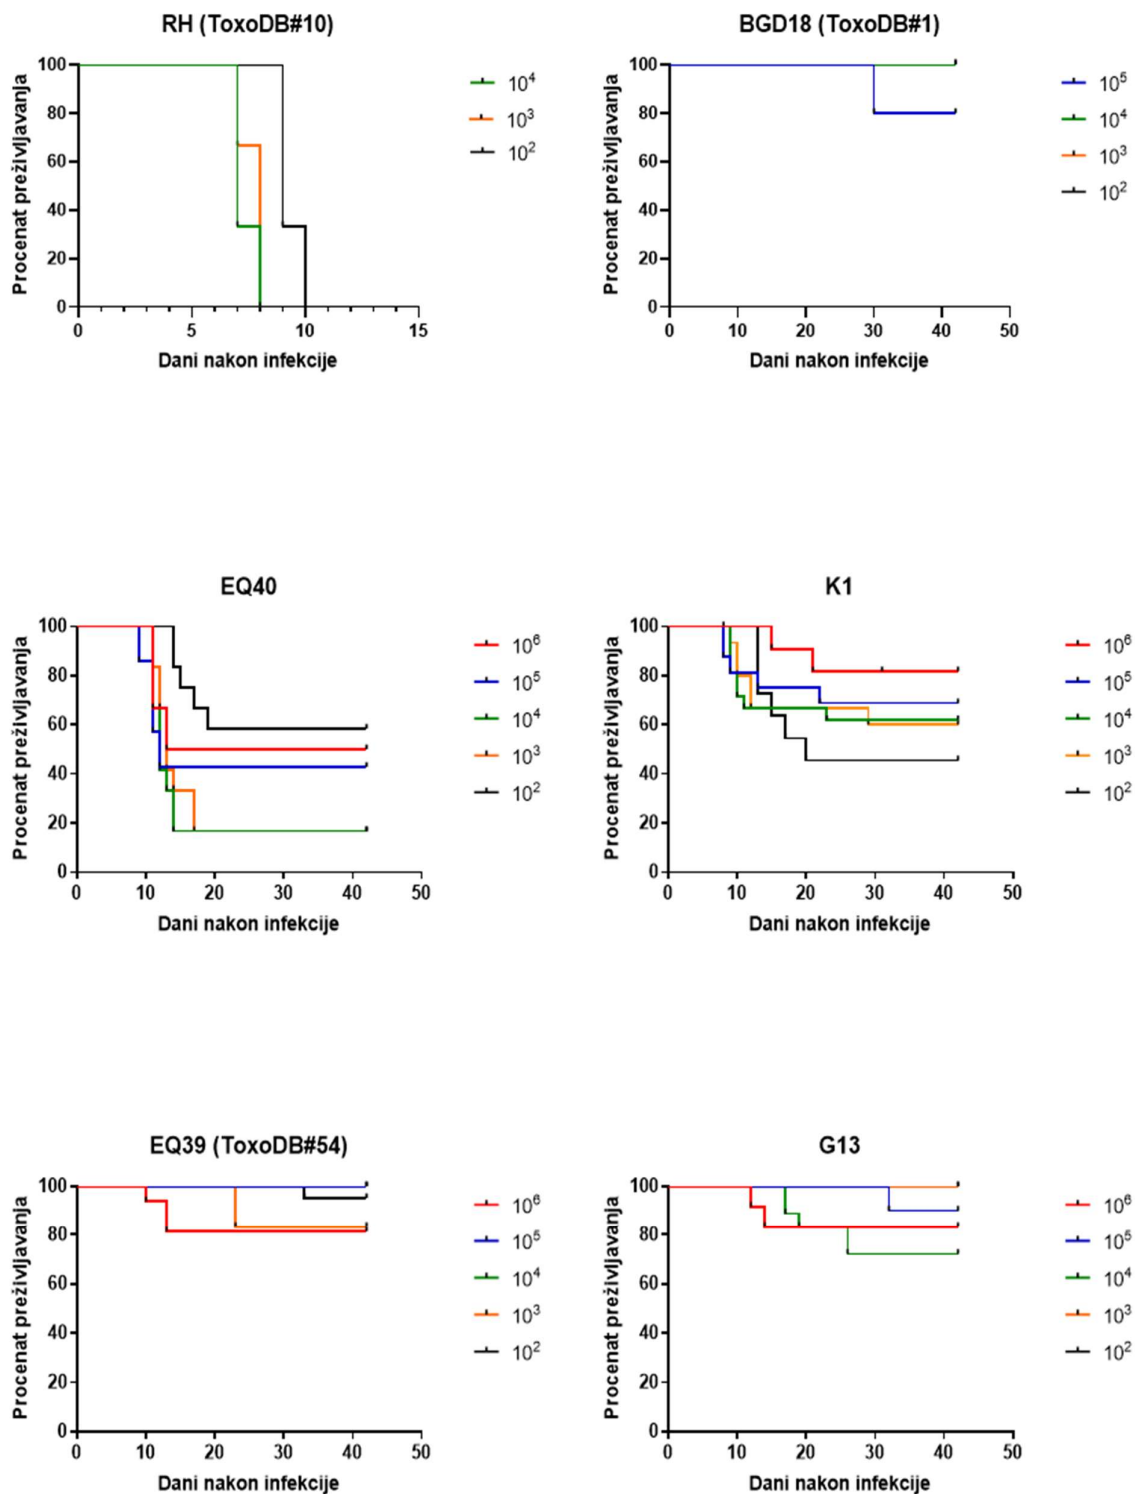 RH (ToxoDB#10)
Procenat preživljavanja
100
80
60
40
20
0
0 5 10 15
Dani nakon infekcije
10⁴
10³
10²
BGD18 (ToxoDB#1)
Procenat preživljavanja
100
80
60
40
20
0
0 10 20 30 40 50
Dani nakon infekcije
10⁵
10⁴
10³
10²
EQ40
Procenat preživljavanja
100
80
60
40
20
0
0 10 20 30 40 50
Dani nakon infekcije
10⁶
10⁵
10⁴
10³
10²
K1
Procenat preživljavanja
100
80
60
40
20
0
0 10 20 30 40 50
Dani nakon infekcije
10⁶
10⁵
10⁴
10³
10²
EQ39 (ToxoDB#54)
Procenat preživljavanja
100
80
60
40
20
0
0 10 20 30 40 50
Dani nakon infekcije
10⁶
10⁵
10⁴
10³
10²
G13
Procenat preživljavanja
100
80
60
40
20
0
0 10 20 30 40 50
Dani nakon infekcije
10⁶
10⁵
10⁴
10³
10²